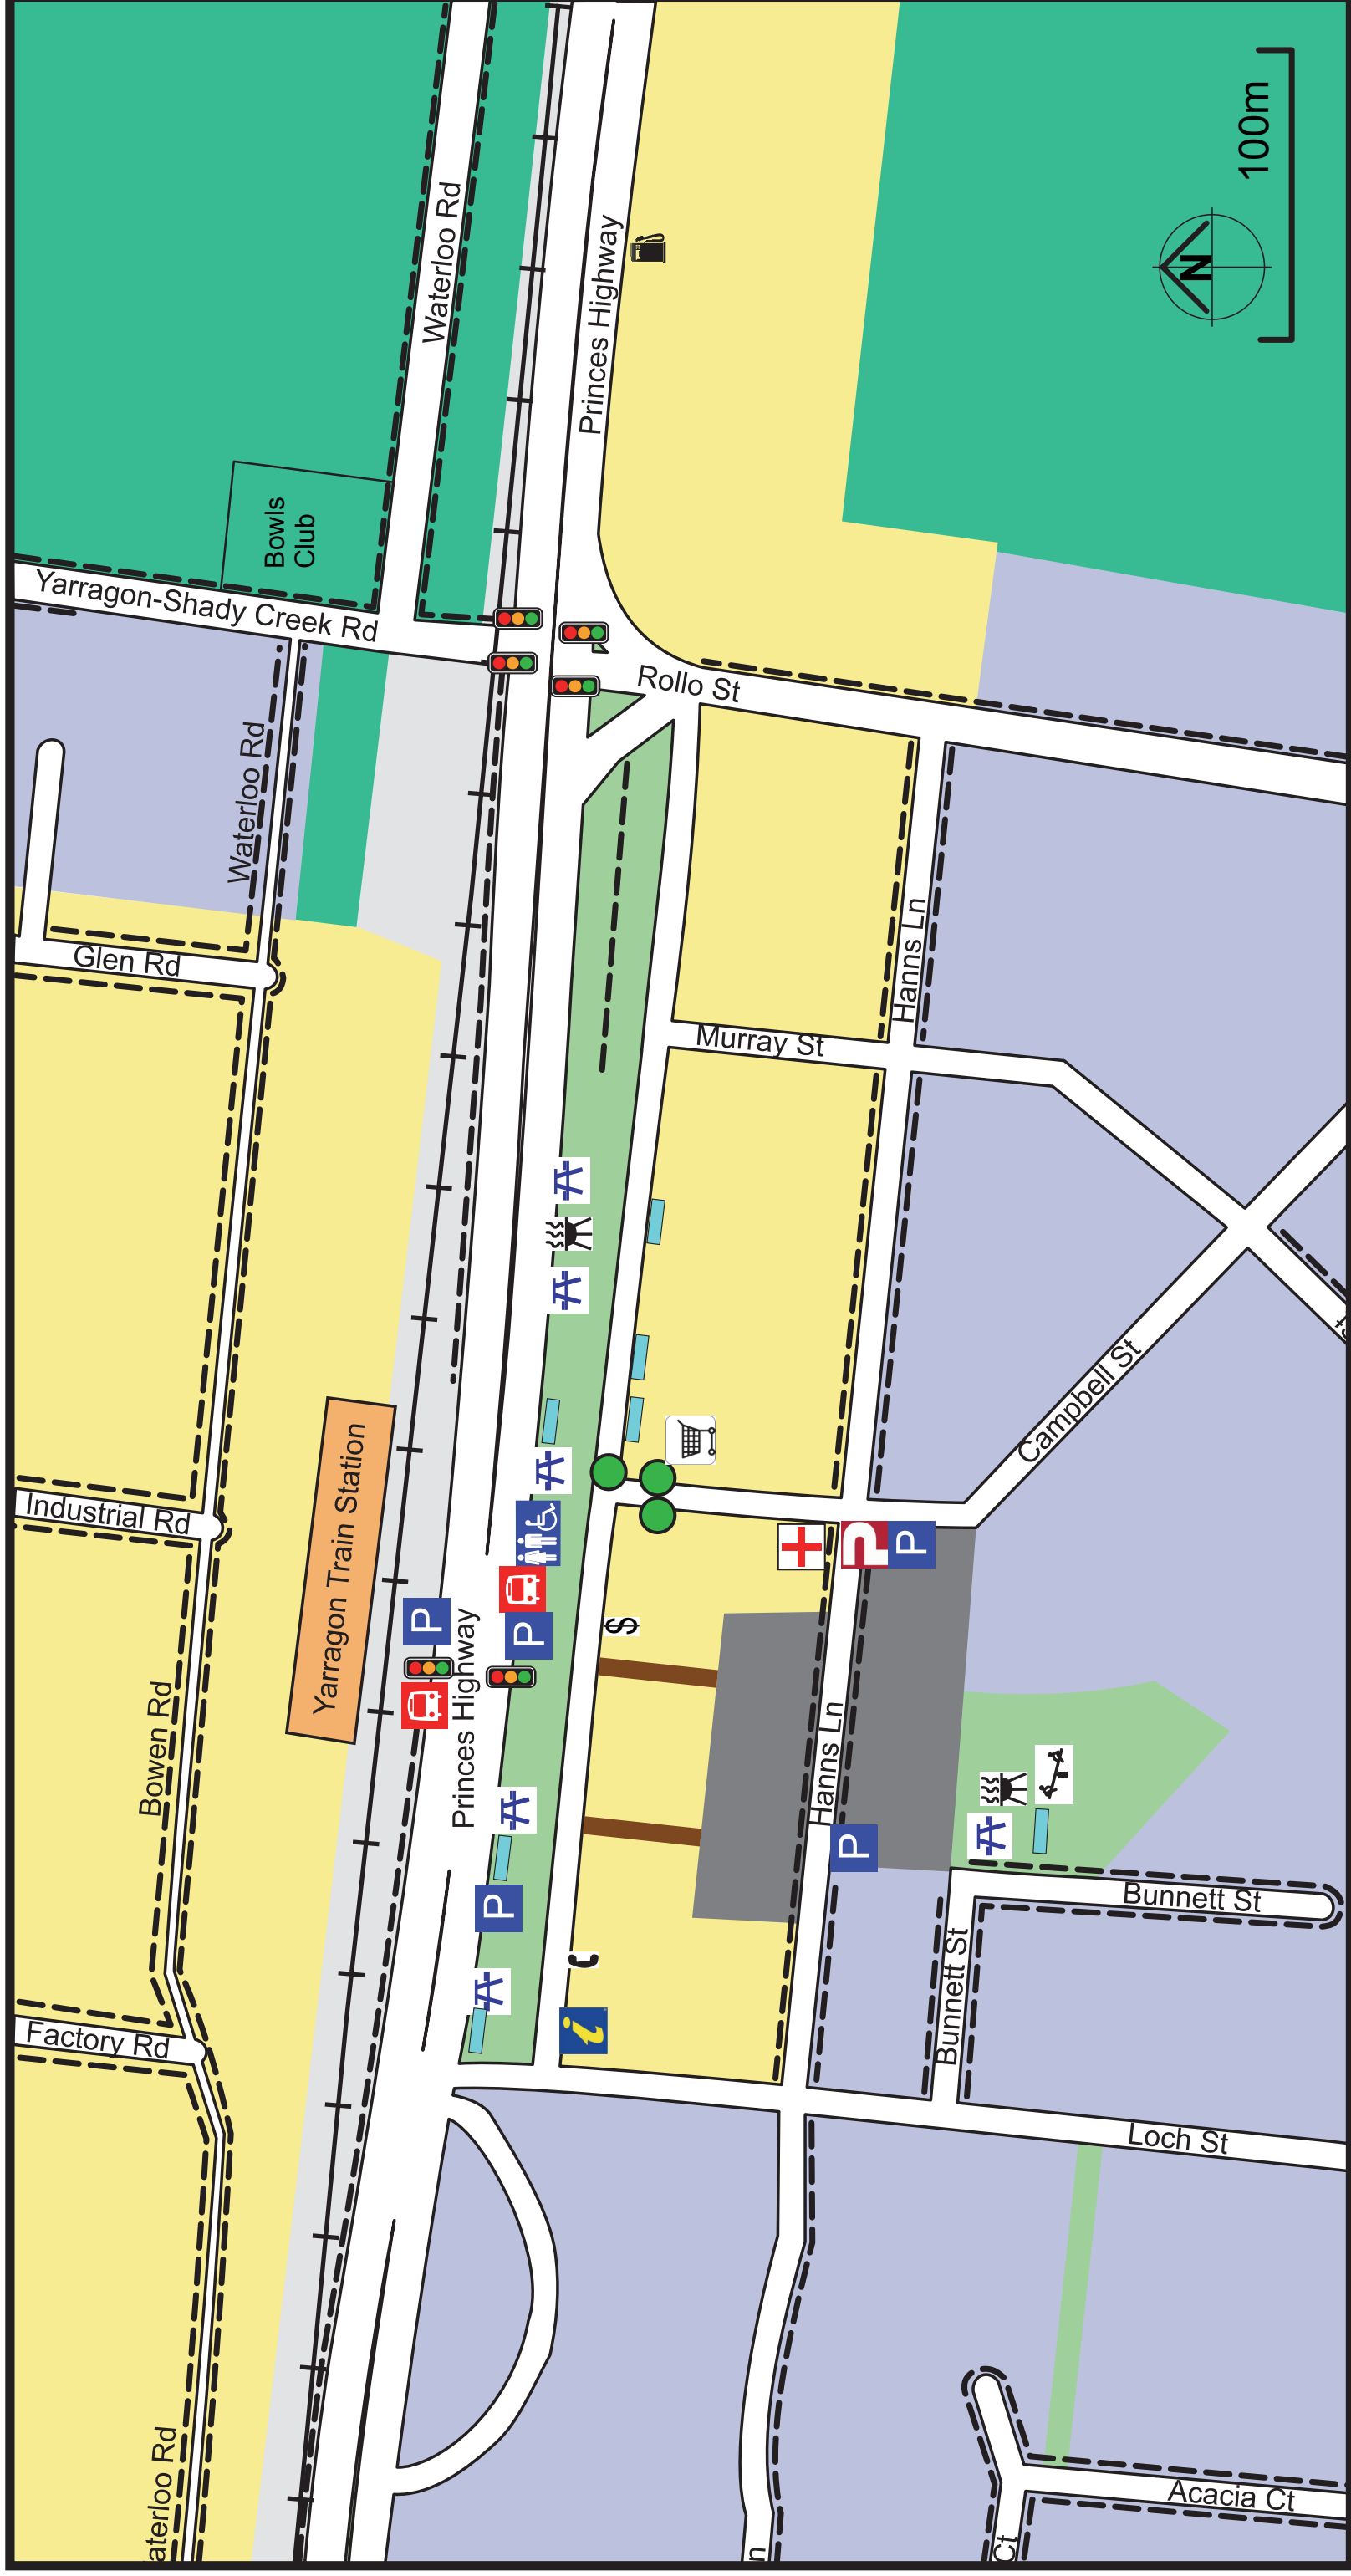 Waterloo Rd
100m
N
Princes Highway
Bowls
Club
Yarragon-Shady Creek Rd
Rollo St
Waterloo Rd
Glen Rd
Hanns Ln
Murray St
Campbell St
Industrial Rd
Yarragon Train Station
P
P
P
P
$
Princes Highway
Bowen Rd
Hanns Ln
P
P
i
Bunnett St
Bunnett St
Factory Rd
Loch St
aterloo Rd
Acacia Ct
Ct
n